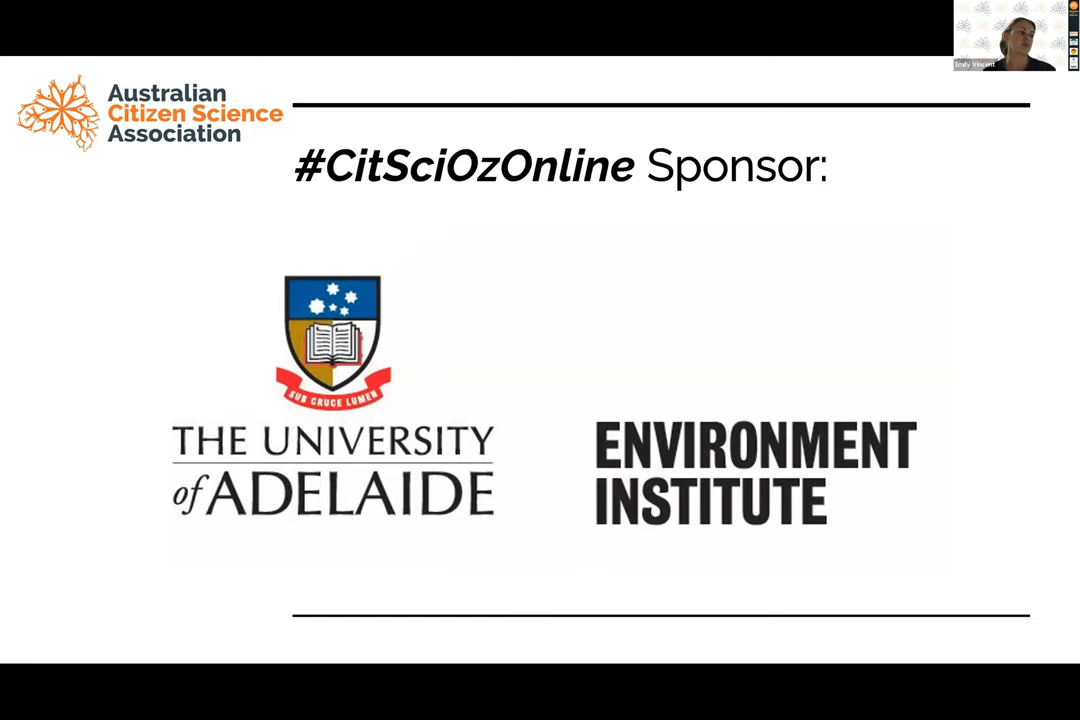 Emily Vincent
Australian
Citizen Science
Association
#CitSciOzOnline Sponsor:
SUB CRUCE LUMEN
THE UNIVERSITY
of ADELAIDE
ENVIRONMENT
INSTITUTE